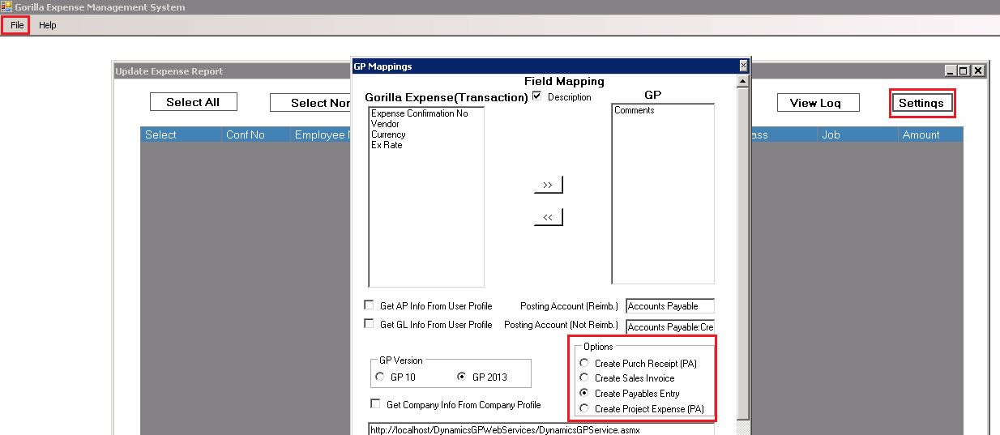 Gorilla Expense Management System
File Help
Update Expense Report
GP Mappings
Field Mapping
Gorilla Expense(Transaction) Description GP
Select All
View Log
Settings
Expense Confirmation No
Vendor
Currency
Ex Rate
Comments
Select Conf No Employee Job Amount
>>
<<
Get AP Info From User Profile Posting Account (Reimb.) Accounts Payable
Get GL Info From User Profile Posting Account (Not Reimb.) Accounts Payable:Cre
Options
GP Version
Create Purch Receipt (PA)
GP 10 GP 2013
Create Sales Invoice
Create Payables Entry
Get Company Info From Company Profile
Create Project Expense (PA)
http://localhost/DynamicsGPWebServices/DynamicsGPService.asmx